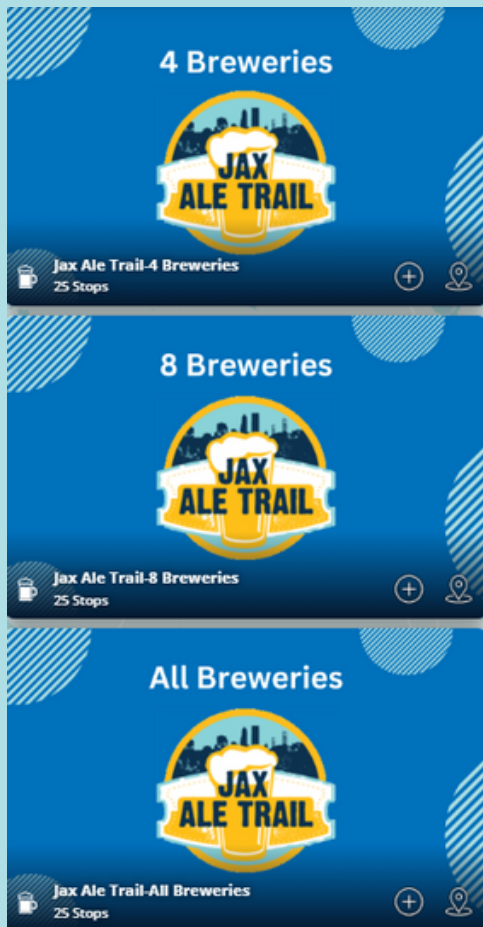 4 Breweries
JAX
ALE TRAIL
Jax Ale Trail-4 Breweries
25 Stops
8 Breweries
JAX
ALE TRAIL
Jax Ale Trail-8 Breweries
25 Stops
All Breweries
JAX
ALE TRAIL
Jax Ale Trail-All Breweries
25 Stops